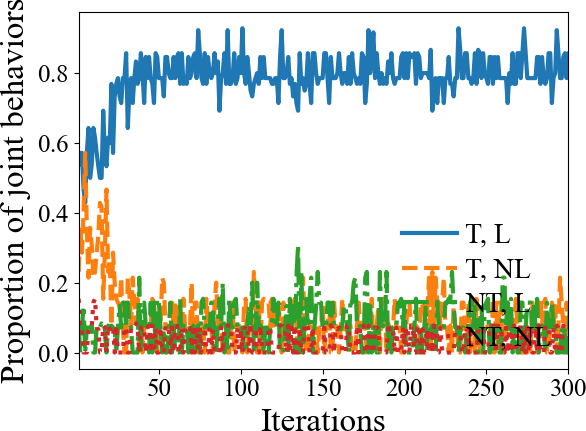 Proportion of joint behaviors
0.8
0.6
0.4
0.2
0.0
T, L
T, NL
NT, L
NT, NL
50
100
150
200
250
300
Iterations